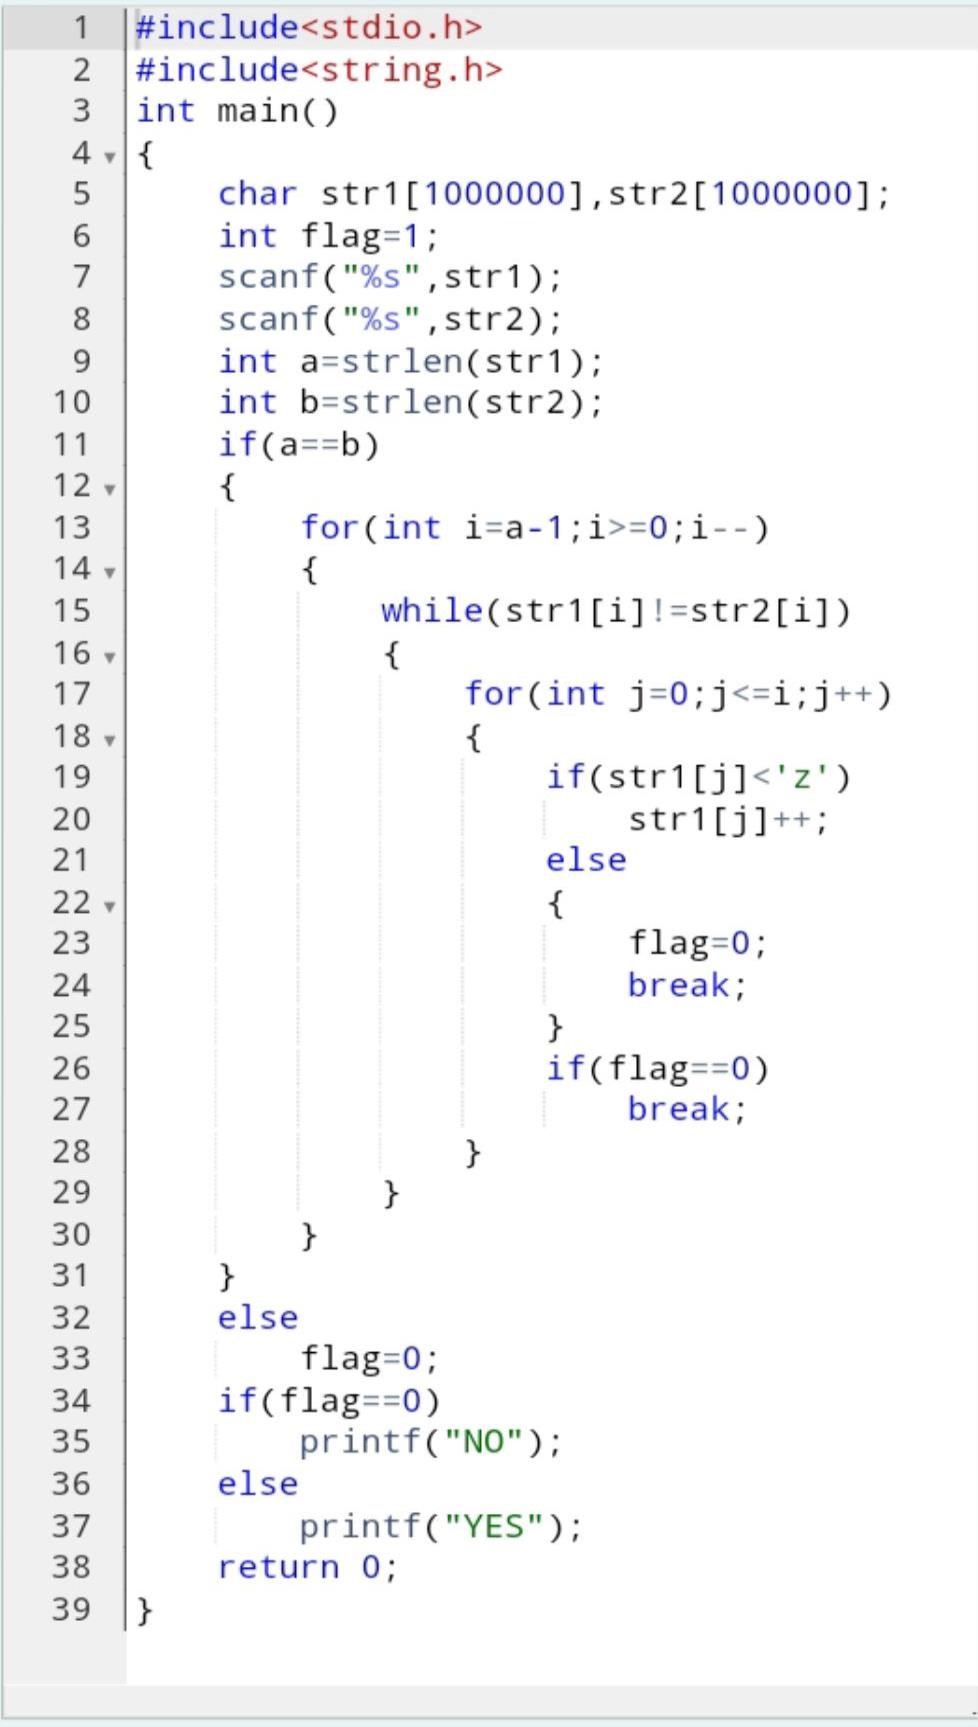 1 #include<stdio.h>
2 #include<string.h>
3 int main()
4 {
5     char str1[1000000],str2[1000000];
6     int flag=1;
7     scanf("%s",str1);
8     scanf("%s",str2);
9     int a=strlen(str1);
10     int b=strlen(str2);
11     if(a==b)
12     {
13         for(int i=a-1;i>=0;i--)
14         {
15             while(str1[i]!=str2[i])
16             {
17                 for(int j=0;j<=i;j++)
18                 {
19                     if(str1[j]<'z')
20                         str1[j]++;
21                     else
22                     {
23                         flag=0;
24                         break;
25                     }
26                     if(flag==0)
27                         break;
28                 }
29             }
30         }
31     }
32     else
33         flag=0;
34     if(flag==0)
35         printf("NO");
36     else
37         printf("YES");
38     return 0;
39 }